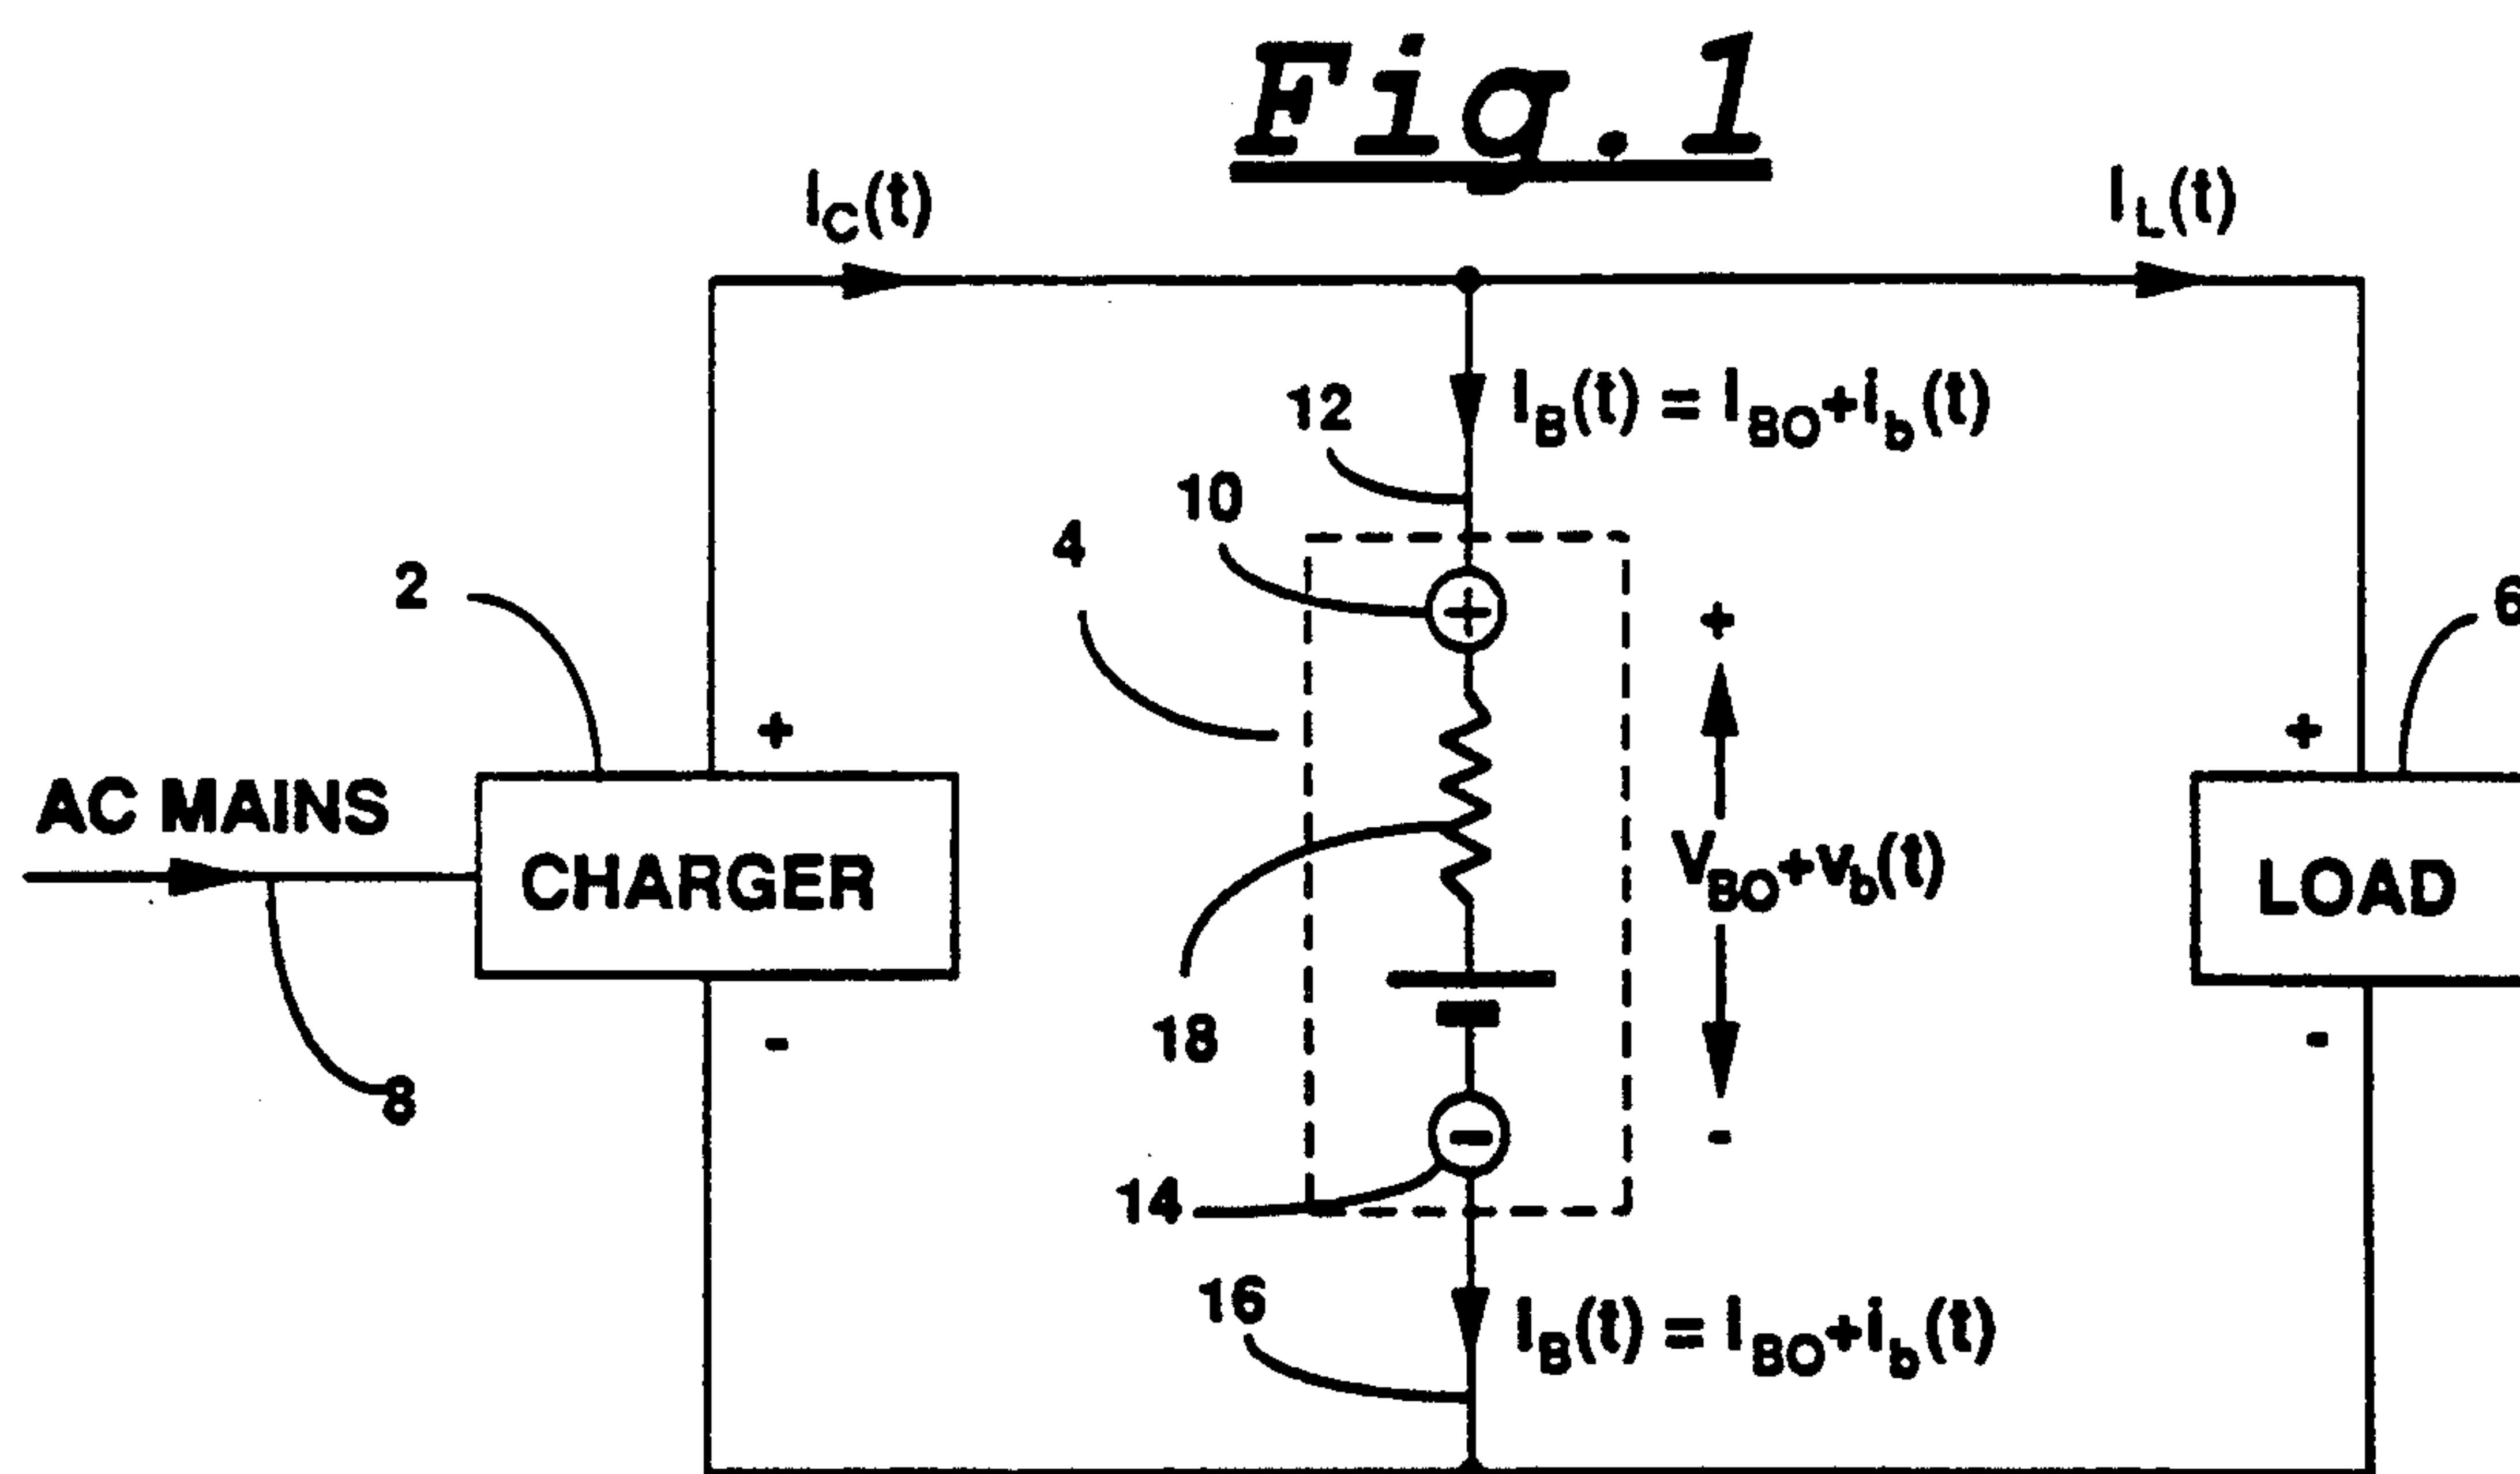 Fig. 1
I_C(t)
I_L(t)
12
I_B(t) = I_BO+i_b(t)
10
4
2
6
+
+
+
AC MAINS
CHARGER
V_BO+v_b(t)
LOAD
18
-
-
8
-
14
16
I_B(t) = I_BO+i_b(t)